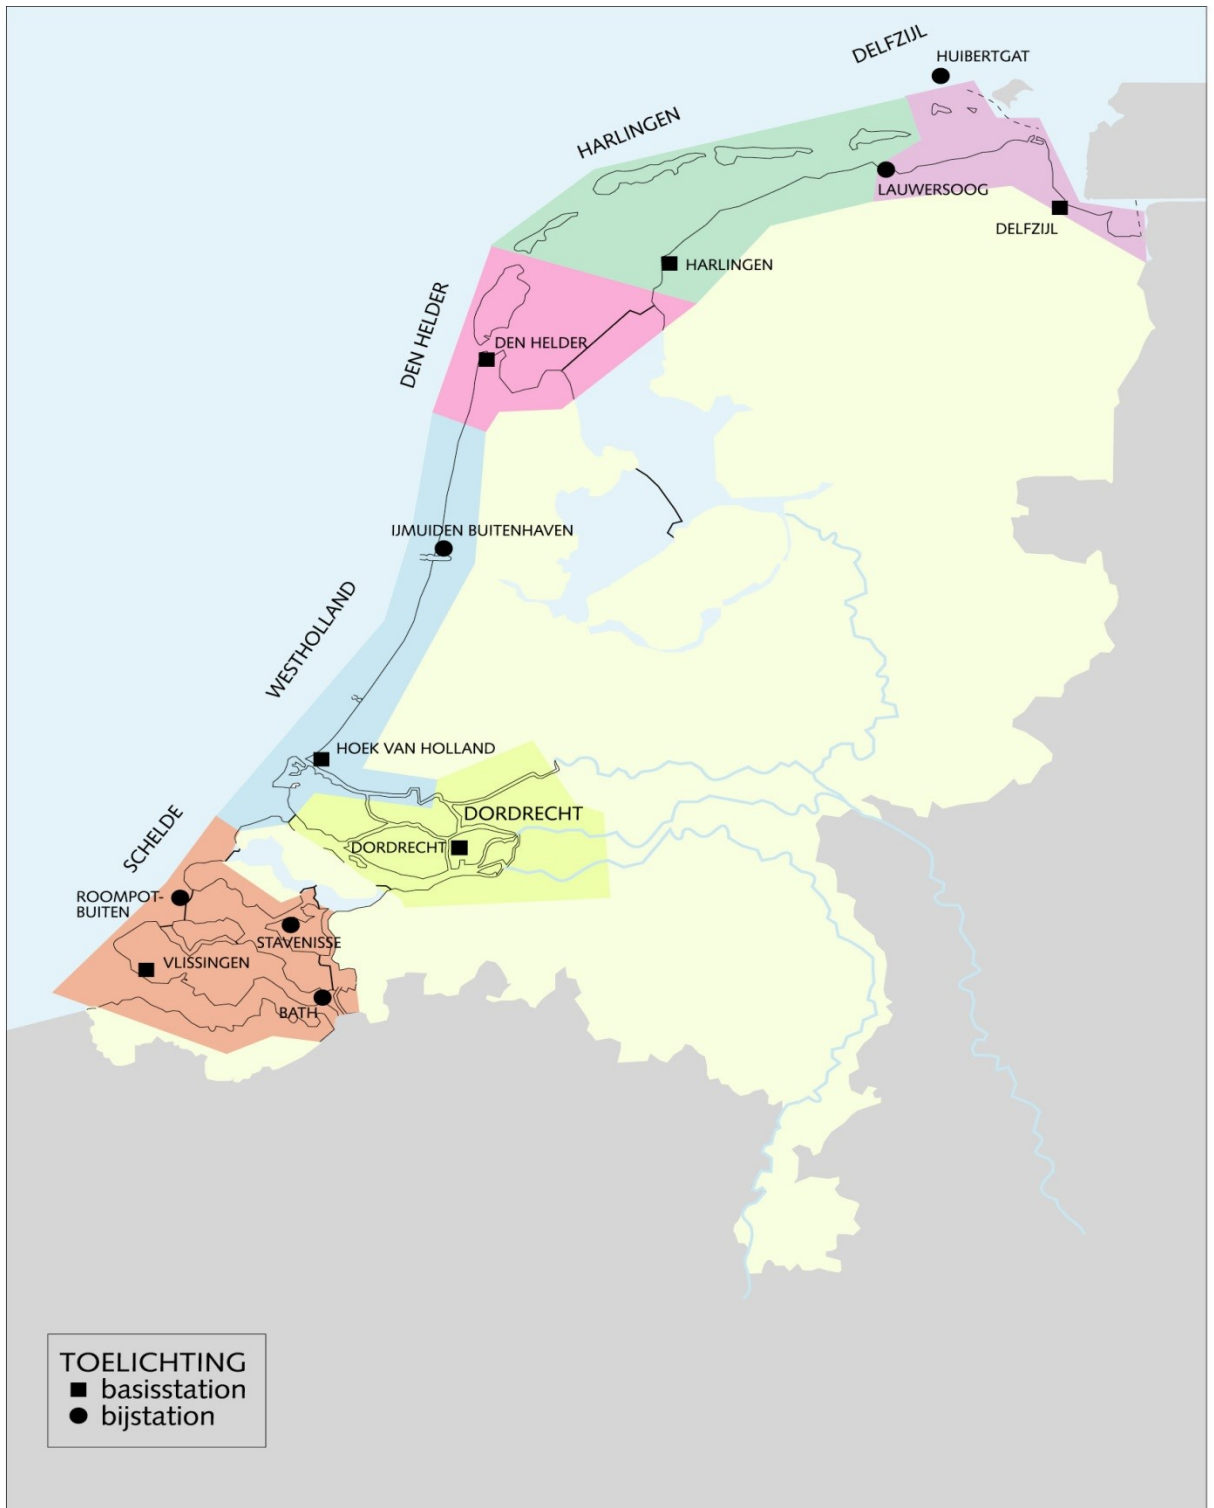 DELFZIJL
HUIBERTGAT
HARLINGEN
LAUWERSOOG
DELFZIJL
HARLINGEN
DEN HELDER
DEN HELDER
IJMUIDEN BUITENHAVEN
WESTHOLLAND
HOEK VAN HOLLAND
SCHELDE
DORDRECHT
DORDRECHT
ROOMPOT-
BUITEN
STAVENISSE
VLISSINGEN
BATH
TOELICHTING
basisstation
bijstation